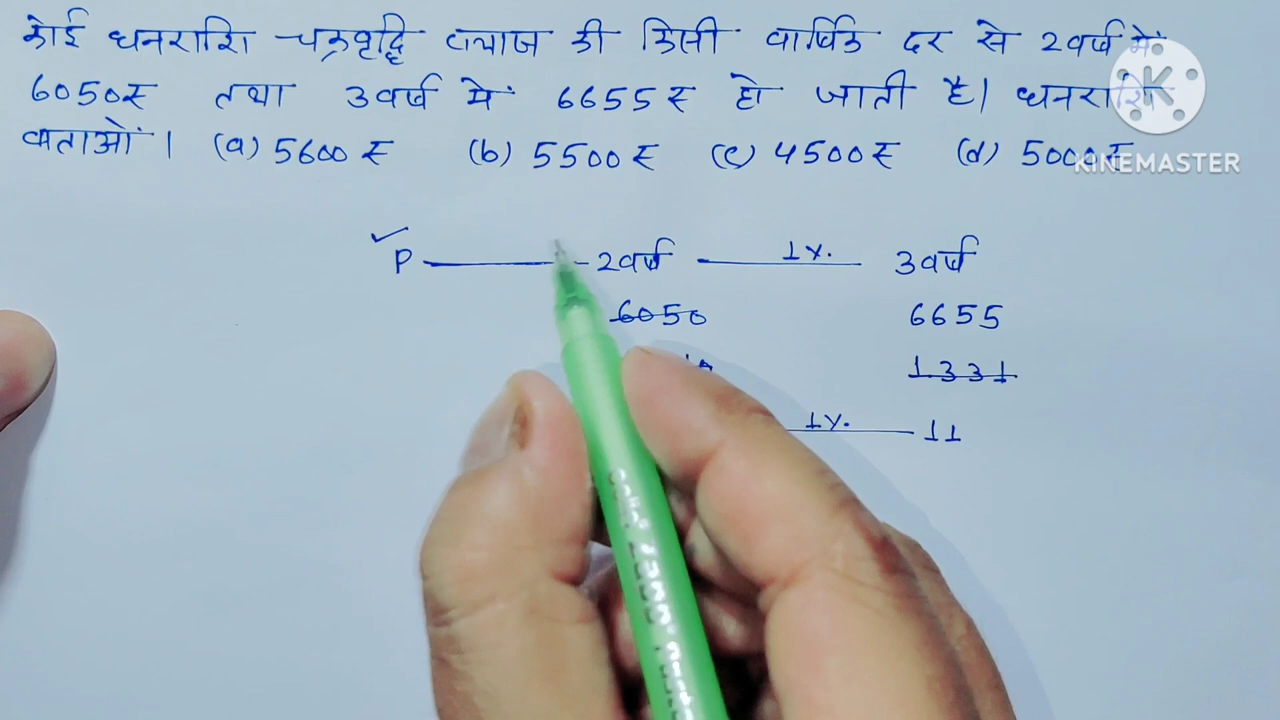 कोई धनराशि चक्रवृद्धि ब्याज की किसी वार्षिक दर से 2वर्ष में
6050₹ तथा 3वर्ष में 6655₹ हो जाती है। धनराशि
बताओं। (a) 5600₹ (b) 5500₹ (c) 4500₹ (d) 5000₹
KINEMASTER
P 2वर्ष 1y. 3वर्ष
6050 6655
1331
1y. 11